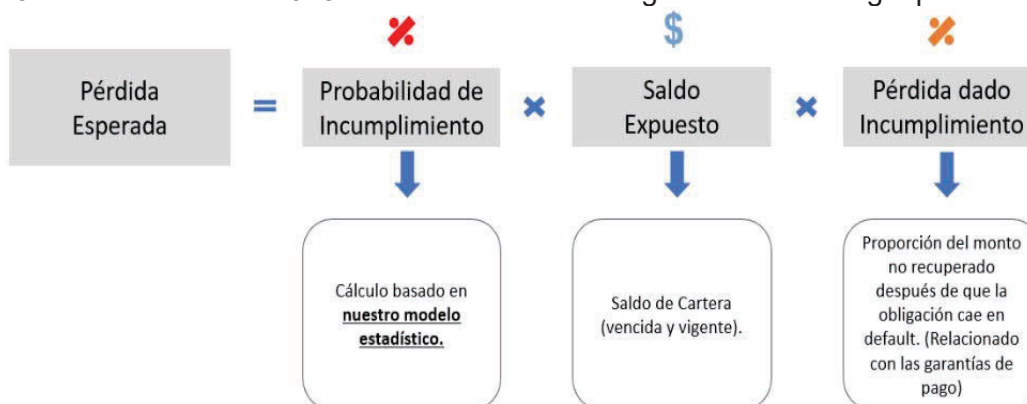 %
$
%
Pérdida
Esperada
=
Probabilidad de
Incumplimiento
×
Saldo
Expuesto
×
Pérdida dado
Incumplimiento
Cálculo basado en
nuestro modelo
estadístico.
Saldo de Cartera
(vencida y vigente).
Proporción del monto
no recuperado
después de que la
obligación cae en
default. (Relacionado
con las garantías de
pago)